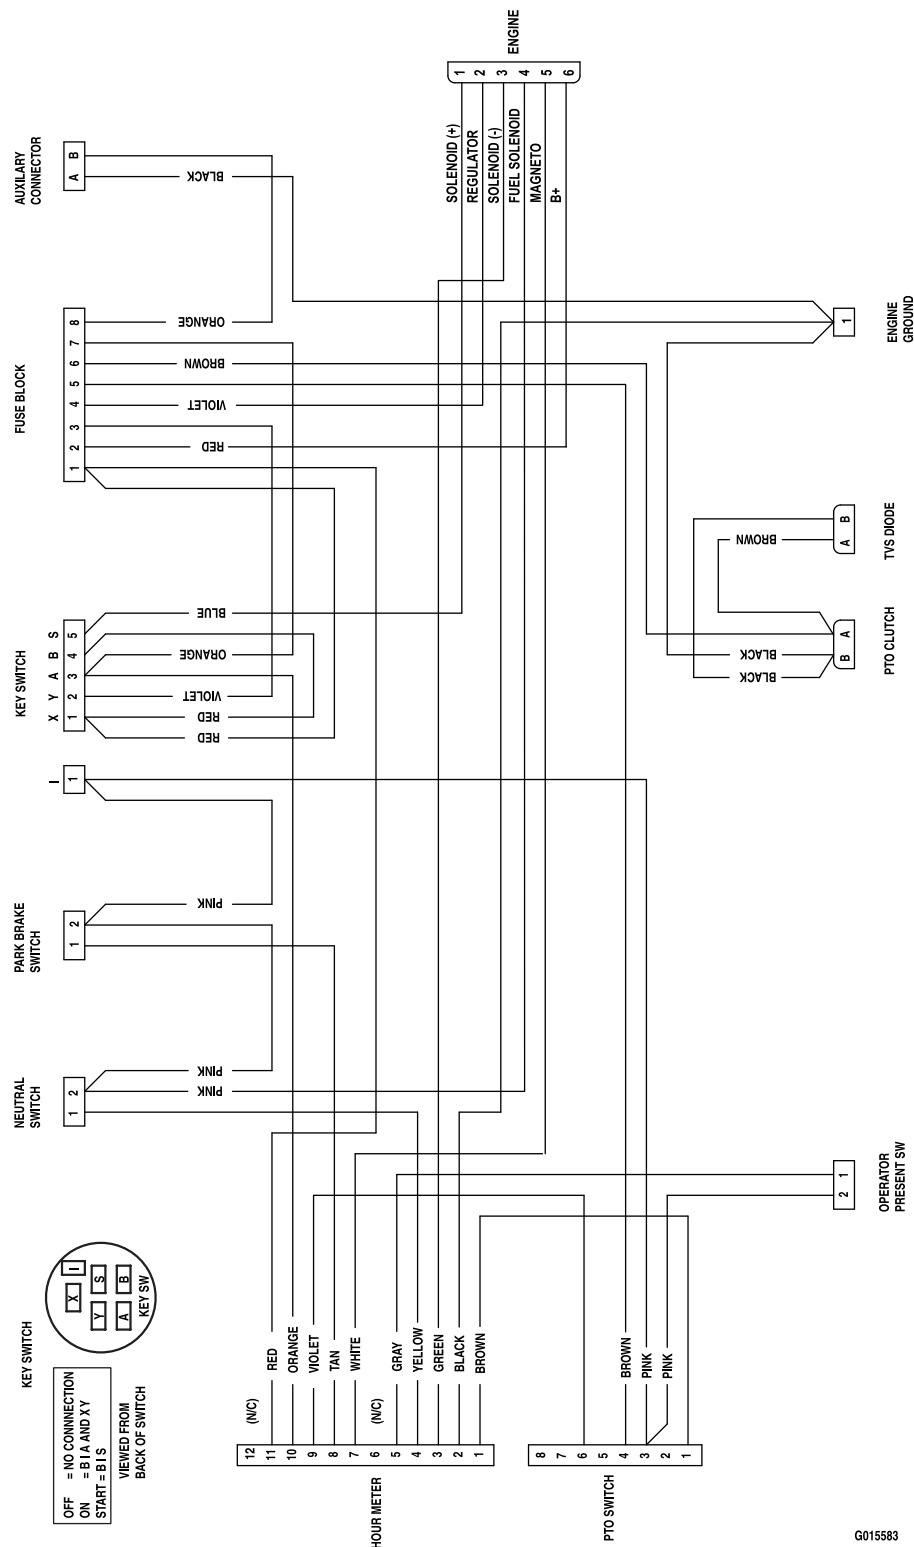 ENGINE
1
2
3
4
5
6
SOLENOID (+)
REGULATOR
SOLENOID (-)
FUEL SOLENOID
MAGNETO
B+
AUXILARY
CONNECTOR
A B
BLACK
FUSE BLOCK
8
7
6
5
4
3
2
1
ORANGE
BROWN
VIOLET
RED
ENGINE
GROUND
1
TVS DIODE
A B
BROWN
PTO CLUTCH
B A
BLACK
BLACK
KEY SWITCH
X Y A B S
1 2 3 4 5
BLUE
ORANGE
VIOLET
RED
RED
I
1
PARK BRAKE
SWITCH
1 2
PINK
NEUTRAL
SWITCH
1 2
PINK
PINK
OPERATOR
PRESENT SW
2 1
KEY SWITCH
X I
Y S
A B
KEY SW
OFF = NO CONNNECTION
ON = B I A AND X Y
START = B I S
VIEWED FROM
BACK OF SWITCH
HOUR METER
12 (N/C)
11 RED
10 ORANGE
9 VIOLET
8 TAN
7 WHITE
6 (N/C)
5 GRAY
4 YELLOW
3 GREEN
2 BLACK
1 BROWN
PTO SWITCH
8
7
6
5
4 BROWN
3 PINK
2 PINK
1
G015583